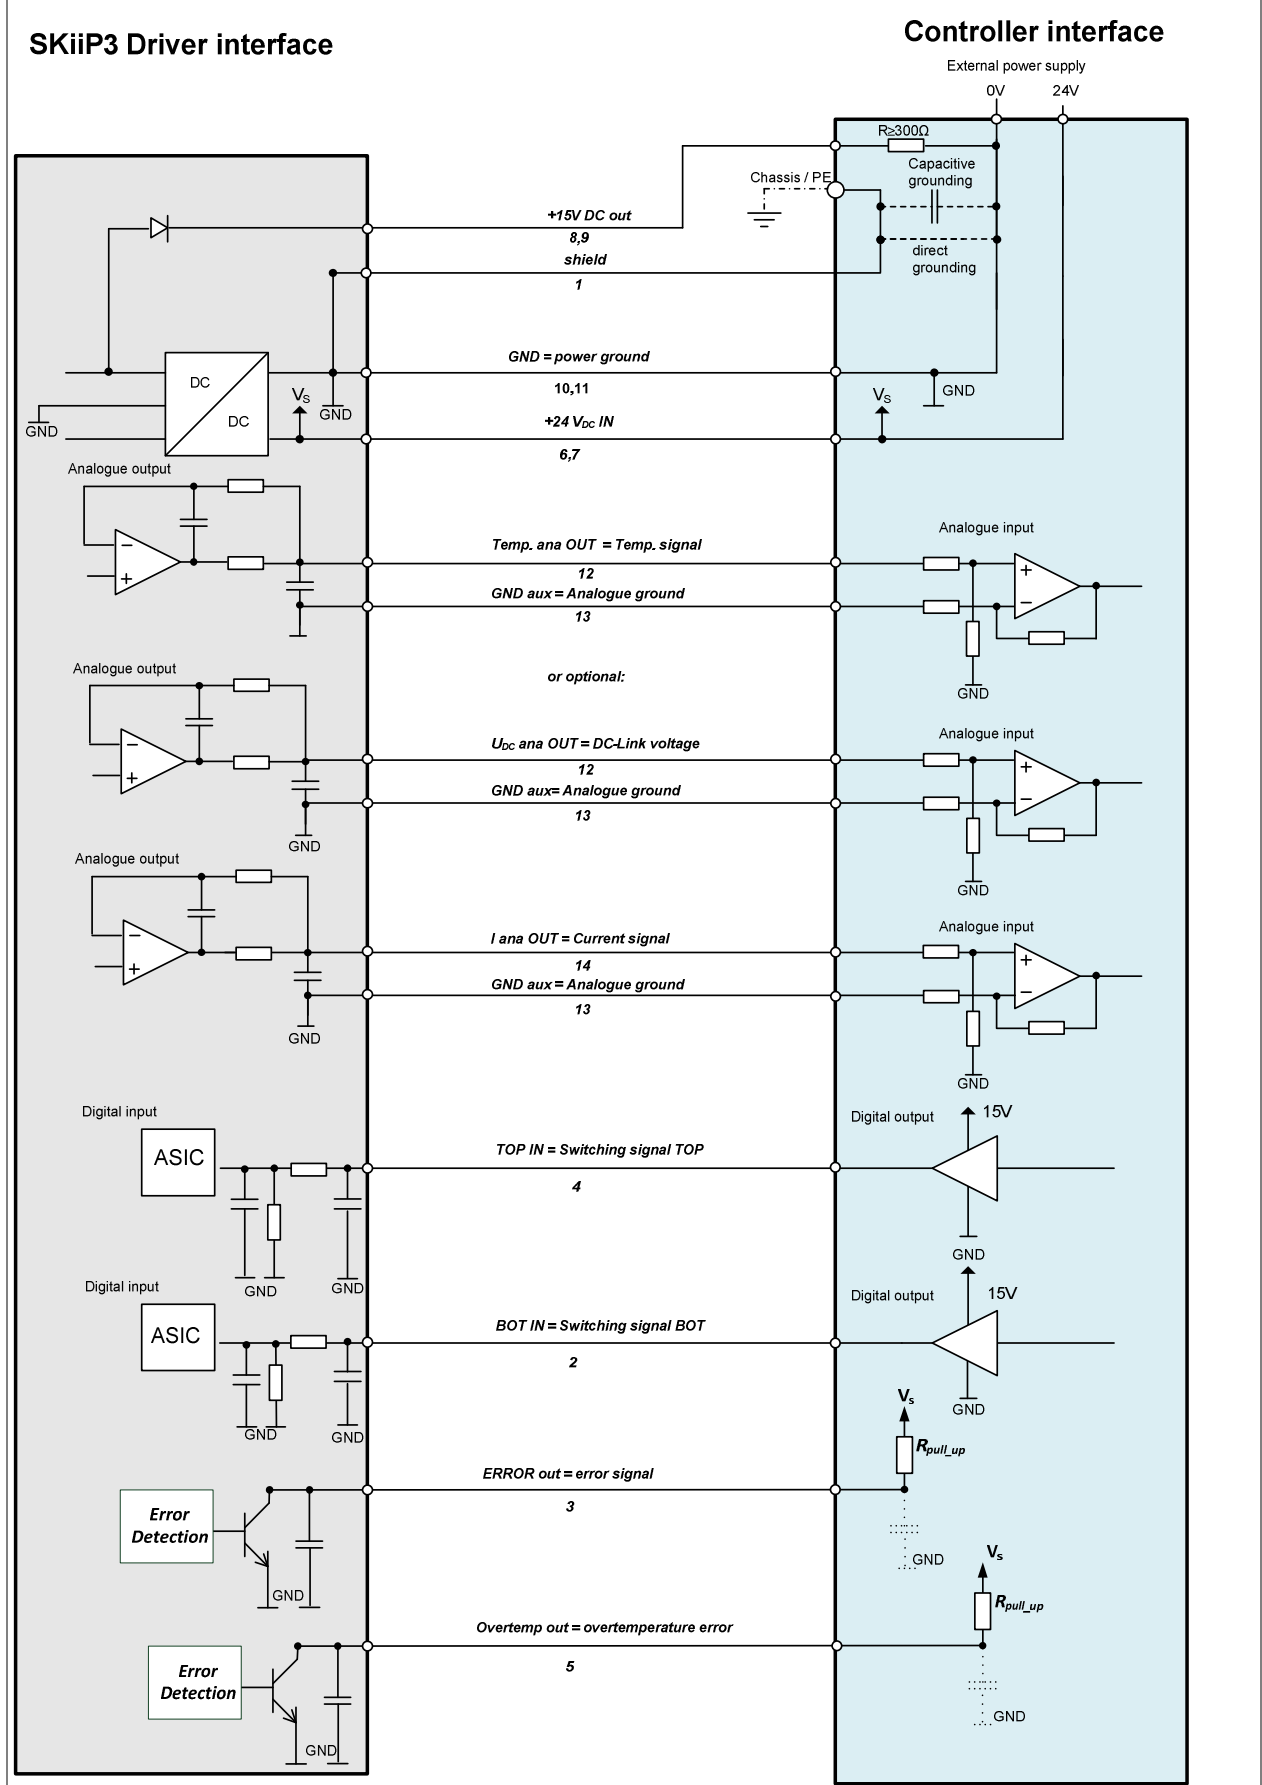 SKiiP3 Driver interface
Controller interface
External power supply
0V
24V
R≥300Ω
Capacitive
grounding
Chassis / PE
+15V DC out
8,9
direct
grounding
shield
1
GND = power ground
10,11
DC
DC
GND
VS
GND
+24 VDC IN
6,7
VS
GND
Analogue output
Temp. ana OUT = Temp. signal
12
GND aux = Analogue ground
13
Analogue input
+
−
GND
−
+
or optional:
Analogue output
−
+
GND
UDC ana OUT = DC-Link voltage
12
GND aux= Analogue ground
13
Analogue input
+
−
GND
Analogue output
−
+
GND
I ana OUT = Current signal
14
GND aux = Analogue ground
13
Analogue input
+
−
GND
Digital input
ASIC
GND
GND
TOP IN = Switching signal TOP
4
Digital output
15V
GND
Digital input
ASIC
GND
GND
BOT IN = Switching signal BOT
2
Digital output
15V
GND
Error
Detection
GND
ERROR out = error signal
3
Vs
Rpull_up
GND
Error
Detection
GND
Overtemp out = overtemperature error
5
Vs
Rpull_up
GND